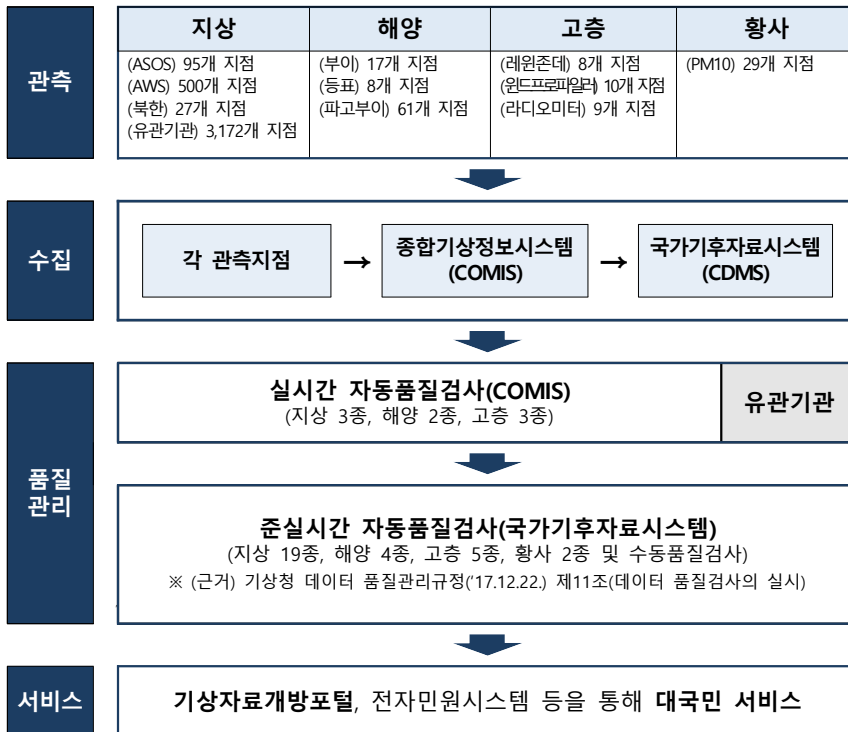 관측
지상
해양
고층
황사
(ASOS) 95개 지점
(AWS) 500개 지점
(북한) 27개 지점
(유관기관) 3,172개 지점
(부이) 17개 지점
(등표) 8개 지점
(파고부이) 61개 지점
(레윈존데) 8개 지점
(윈드프로파일러) 10개 지점
(라디오미터) 9개 지점
(PM10) 29개 지점
수집
각 관측지점
→
종합기상정보시스템
(COMIS)
→
국가기후자료시스템
(CDMS)
품질
관리
실시간 자동품질검사(COMIS)
(지상 3종, 해양 2종, 고층 3종)
유관기관
준실시간 자동품질검사(국가기후자료시스템)
(지상 19종, 해양 4종, 고층 5종, 황사 2종 및 수동품질검사)
※ (근거) 기상청 데이터 품질관리규정('17.12.22.) 제11조(데이터 품질검사의 실시)
서비스
기상자료개방포털, 전자민원시스템 등을 통해 대국민 서비스